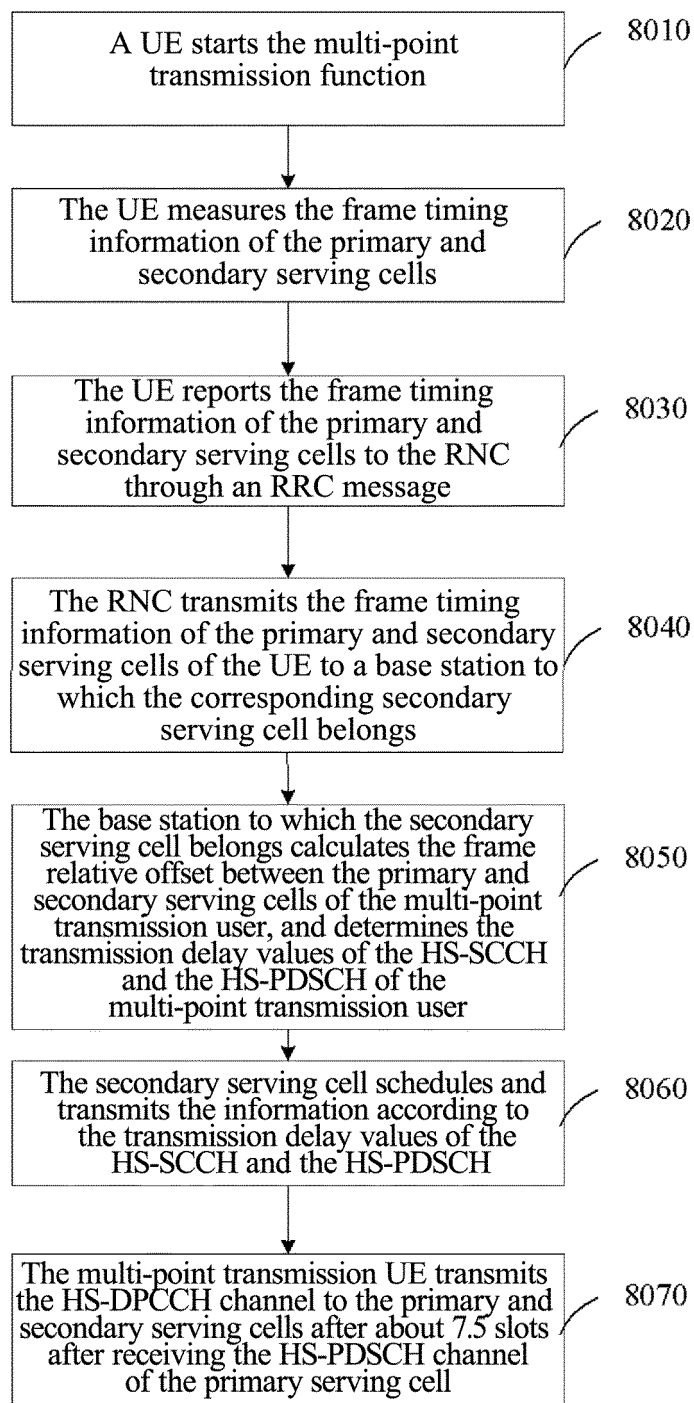 A UE starts the multi-point
transmission function
8010
The UE measures the frame timing
information of the primary and
secondary serving cells
8020
The UE reports the frame timing
information of the primary and
secondary serving cells to the RNC
through an RRC message
8030
The RNC transmits the frame timing
information of the primary and secondary
serving cells of the UE to a base station to
which the corresponding secondary
serving cell belongs
8040
The base station to which the secondary
serving cell belongs calculates the frame
relative offset between the primary and
secondary serving cells of the multi-point
transmission user, and determines the
transmission delay values of the HS-SCCH
and the HS-PDSCH of the
multi-point transmission user
8050
The secondary serving cell schedules and
transmits the information according to
the transmission delay values of the
HS-SCCH and the HS-PDSCH
8060
The multi-point transmission UE transmits
the HS-DPCCH channel to the primary and
secondary serving cells after about 7.5 slots
after receiving the HS-PDSCH channel
of the primary serving cell
8070